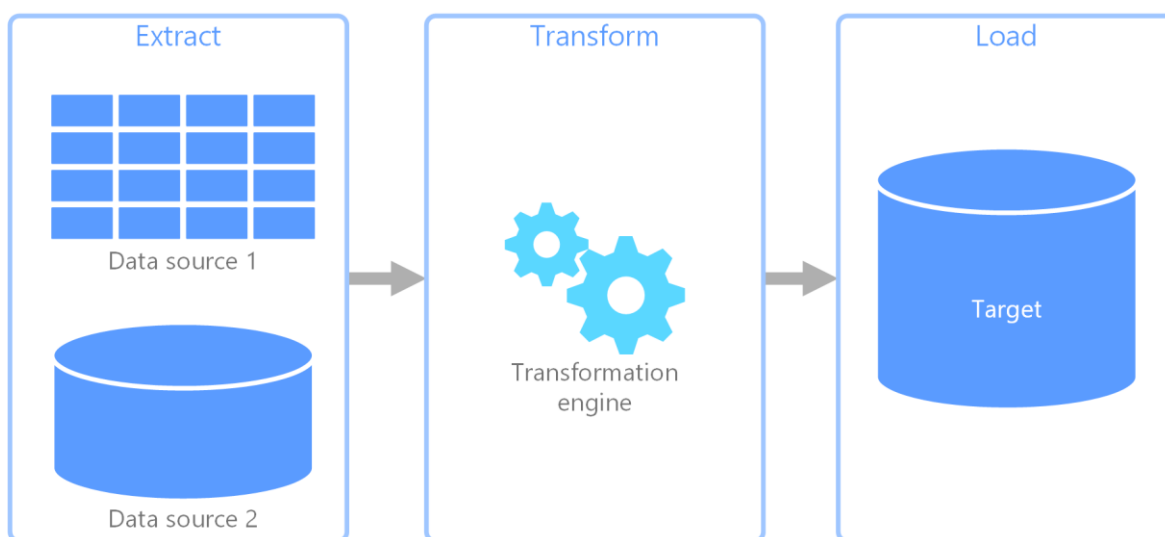 Extract
Data source 1
Data source 2
Transform
Transformation
engine
Load
Target